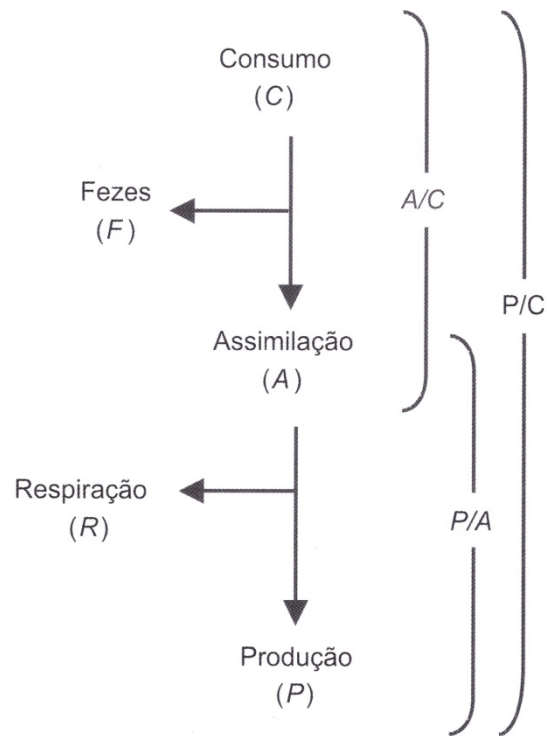 Consumo
(C)
Fezes
(F)
A/C
P/C
Assimilação
(A)
Respiração
(R)
P/A
Produção
(P)